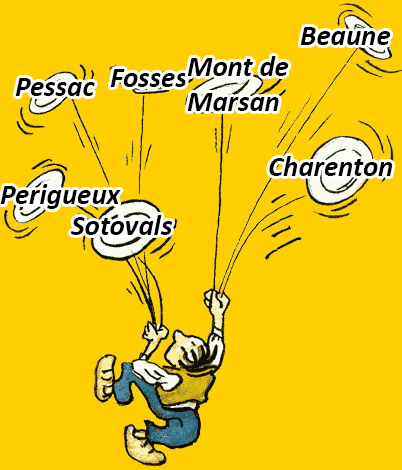 Beaune
Pessac
Fosses
Mont de
Marsan
Charenton
Perigueux
Sotovals